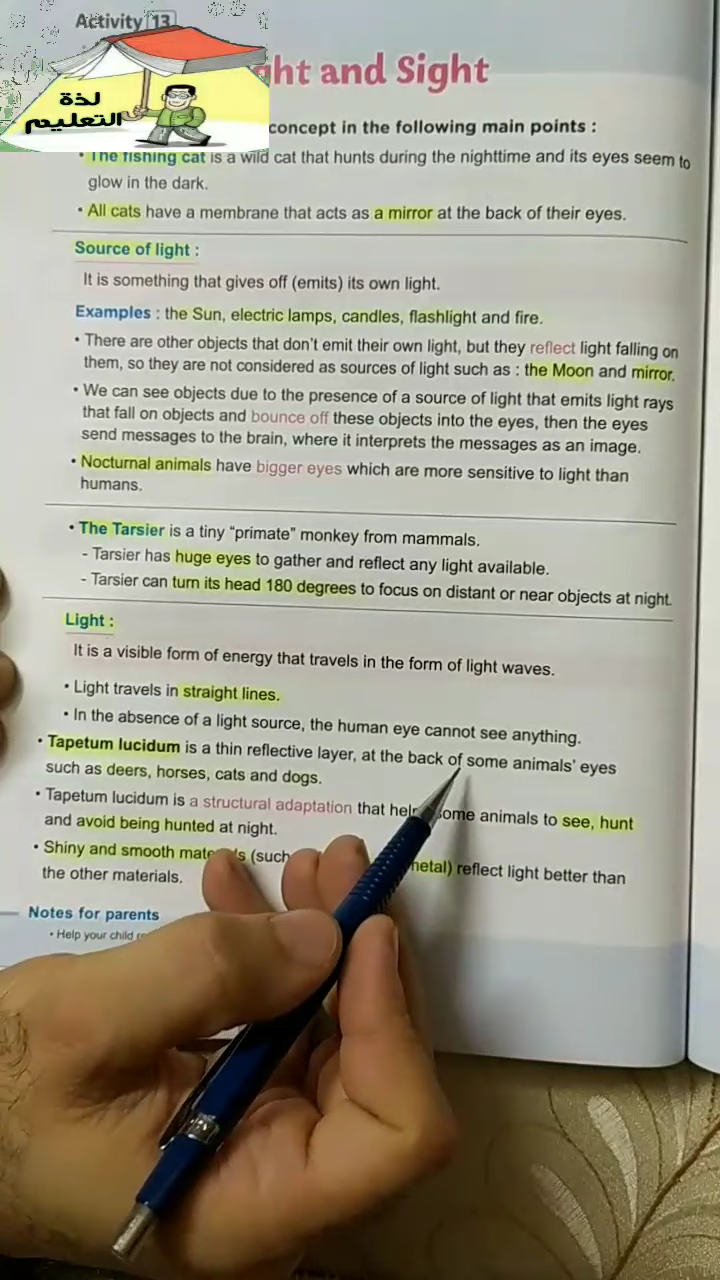 Activity 13
لذة
التعليم
ght and Sight
concept in the following main points :
• The fishing cat is a wild cat that hunts during the nighttime and its eyes seem to
glow in the dark.
• All cats have a membrane that acts as a mirror at the back of their eyes.
Source of light :
It is something that gives off (emits) its own light.
Examples : the Sun, electric lamps, candles, flashlight and fire.
• There are other objects that don't emit their own light, but they reflect light falling on
them, so they are not considered as sources of light such as : the Moon and mirror.
• We can see objects due to the presence of a source of light that emits light rays
that fall on objects and bounce off these objects into the eyes, then the eyes
send messages to the brain, where it interprets the messages as an image.
• Nocturnal animals have bigger eyes which are more sensitive to light than
humans.
• The Tarsier is a tiny "primate" monkey from mammals.
- Tarsier has huge eyes to gather and reflect any light available.
- Tarsier can turn its head 180 degrees to focus on distant or near objects at night.
Light :
It is a visible form of energy that travels in the form of light waves.
• Light travels in straight lines.
• In the absence of a light source, the human eye cannot see anything.
• Tapetum lucidum is a thin reflective layer, at the back of some animals' eyes
such as deers, horses, cats and dogs.
• Tapetum lucidum is a structural adaptation that help some animals to see, hunt
and avoid being hunted at night.
• Shiny and smooth materials (such metal) reflect light better than
the other materials.
Notes for parents
• Help your child